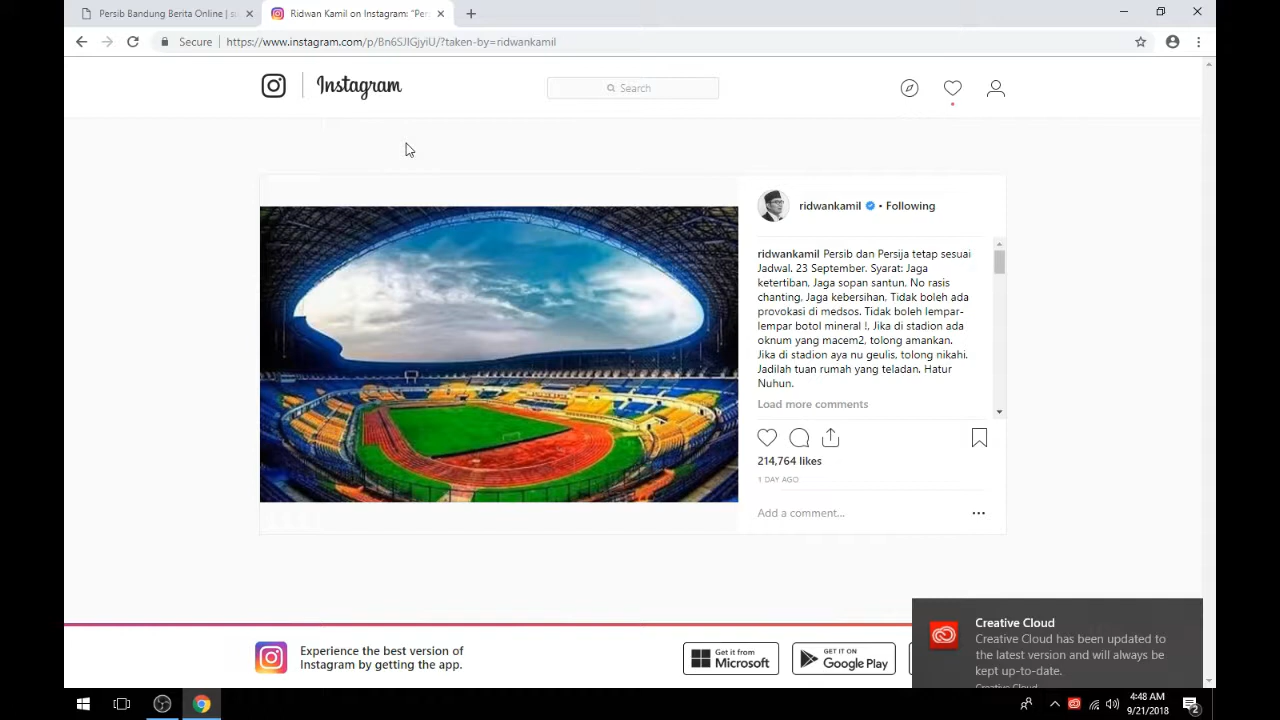 Persib Bandung Berita Online | si
Ridwan Kamil on Instagram: "Per
Secure
https://www.instagram.com/p/Bn6SJlGjyiU/?taken-by=ridwankamil
Instagram
Search
ridwankamil • Following
ridwankamil Persib dan Persija tetap sesuai
Jadwal. 23 September. Syarat: Jaga
ketertiban, Jaga sopan santun. No rasis
chanting, Jaga kebersihan, Tidak boleh ada
provokasi di medsos. Tidak boleh lempar-
lempar botol mineral !, Jika di stadion ada
oknum yang macem2, tolong amankan.
Jika di stadion aya nu geulis, tolong nikahi.
Jadilah tuan rumah yang teladan. Hatur
Nuhun.
Load more comments
214,764 likes
1 DAY AGO
Add a comment...
Experience the best version of
Instagram by getting the app.
Get it from
Microsoft
GET IT ON
Google Play
Creative Cloud
Creative Cloud has been updated to
the latest version and will always be
kept up-to-date.
Creative Cloud
4:48 AM
9/21/2018
2